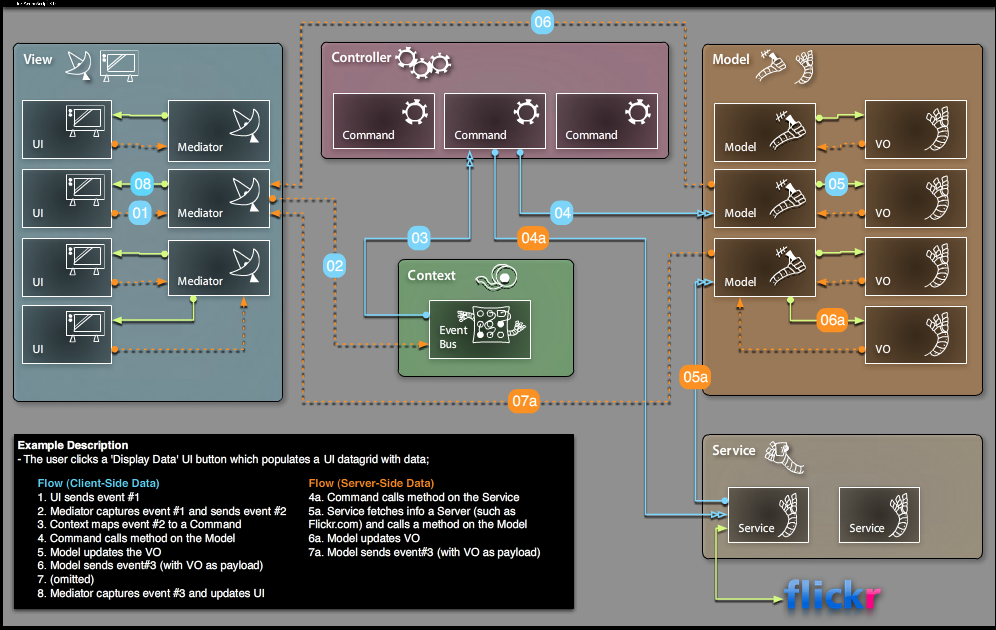 06
View
Controller
Model
UI
Mediator
Command
Command
Command
Model
VO
08
05
UI
01
Mediator
04
Model
VO
03
04a
02
Context
UI
Mediator
Model
VO
Event
Bus
06a
UI
VO
05a
07a
Example Description
- The user clicks a 'Display Data' UI button which populates a UI datagrid with data;
Flow (Client-Side Data)
1. UI sends event #1
2. Mediator captures event #1 and sends event #2
3. Context maps event #2 to a Command
4. Command calls method on the Model
5. Model updates the VO
6. Model sends event#3 (with VO as payload)
7. (omitted)
8. Mediator captures event #3 and updates UI
Flow (Server-Side Data)
4a. Command calls method on the Service
5a. Service fetches info a Server (such as
Flickr.com) and calls a method on the Model
6a. Model updates VO
7a. Model sends event#3 (with VO as payload)
Service
Service
Service
flickr